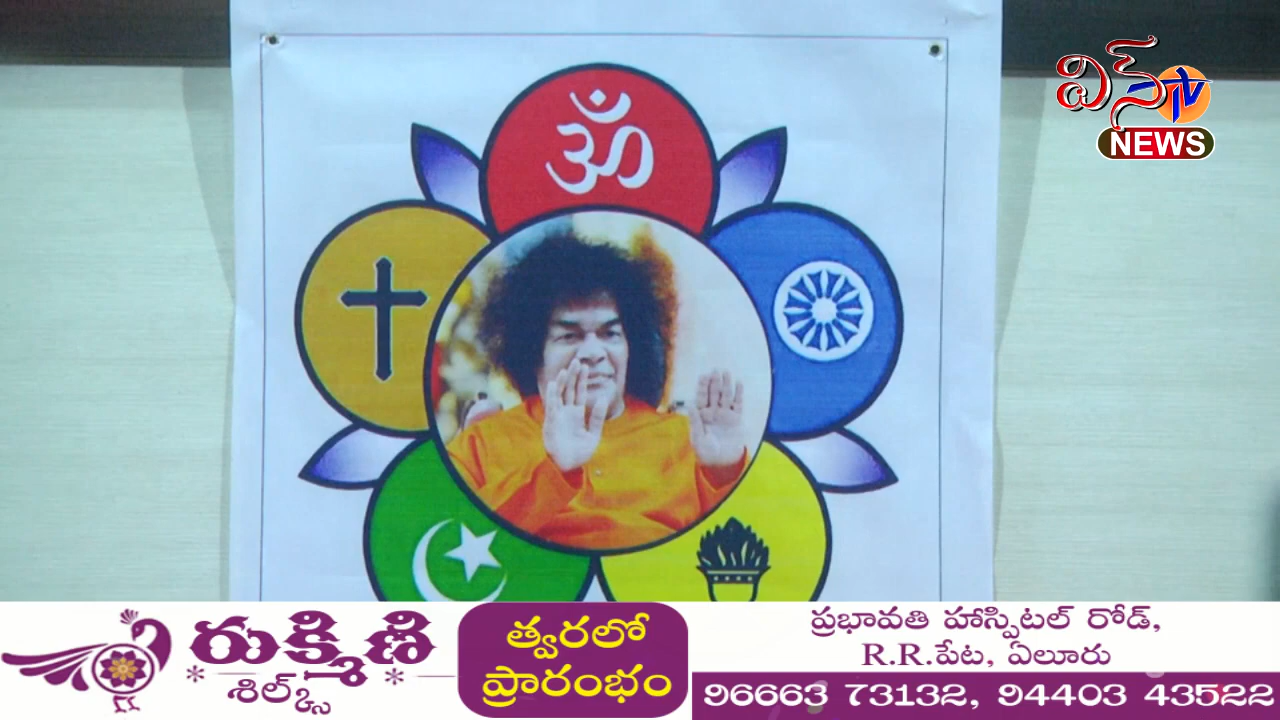 ॐ
విన్ TV
NEWS
రుక్మిణి
శిల్క్స్
త్వరలో
ప్రారంభం
ప్రభావతి హాస్పిటల్ రోడ్,
R.R.పేట, ఏలూరు
96663 73132, 94403 43522